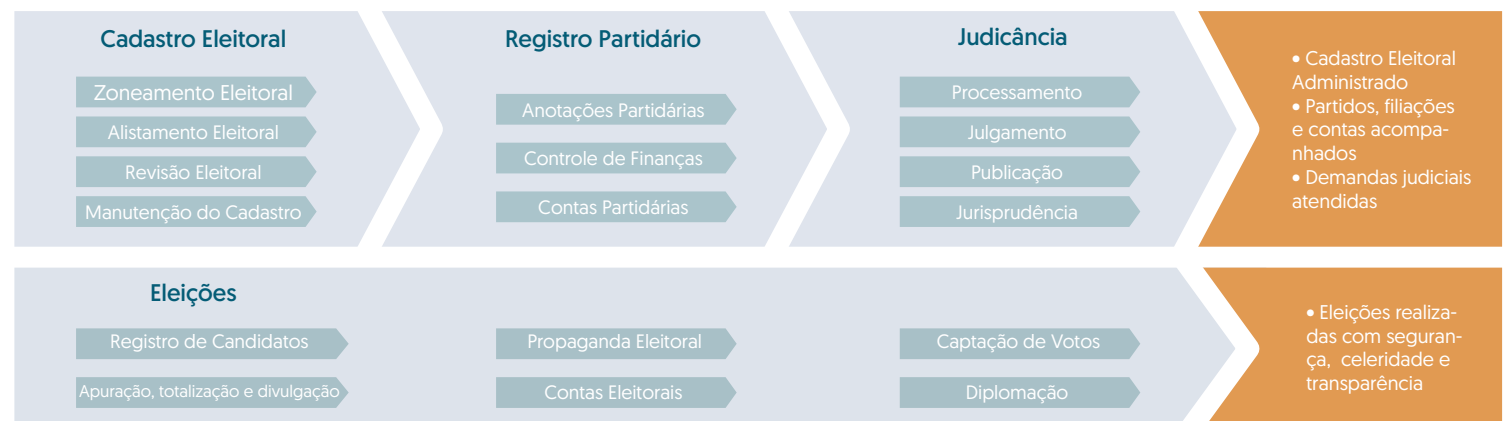 Cadastro Eleitoral
Zoneamento Eleitoral
Alistamento Eleitoral
Revisão Eleitoral
Manutenção do Cadastro
Registro Partidário
Anotações Partidárias
Controle de Finanças
Contas Partidárias
Judicância
Processamento
Julgamento
Publicação
Jurisprudência
• Cadastro Eleitoral
Administrado
• Partidos, filiações
e contas acompa-
nhados
• Demandas judiciais
atendidas
Eleições
Registro de Candidatos
Propaganda Eleitoral
Captação de Votos
Apuração, totalização e divulgação
Contas Eleitorais
Diplomação
• Eleições realiza-
das com seguran-
ça, celeridade e
transparência